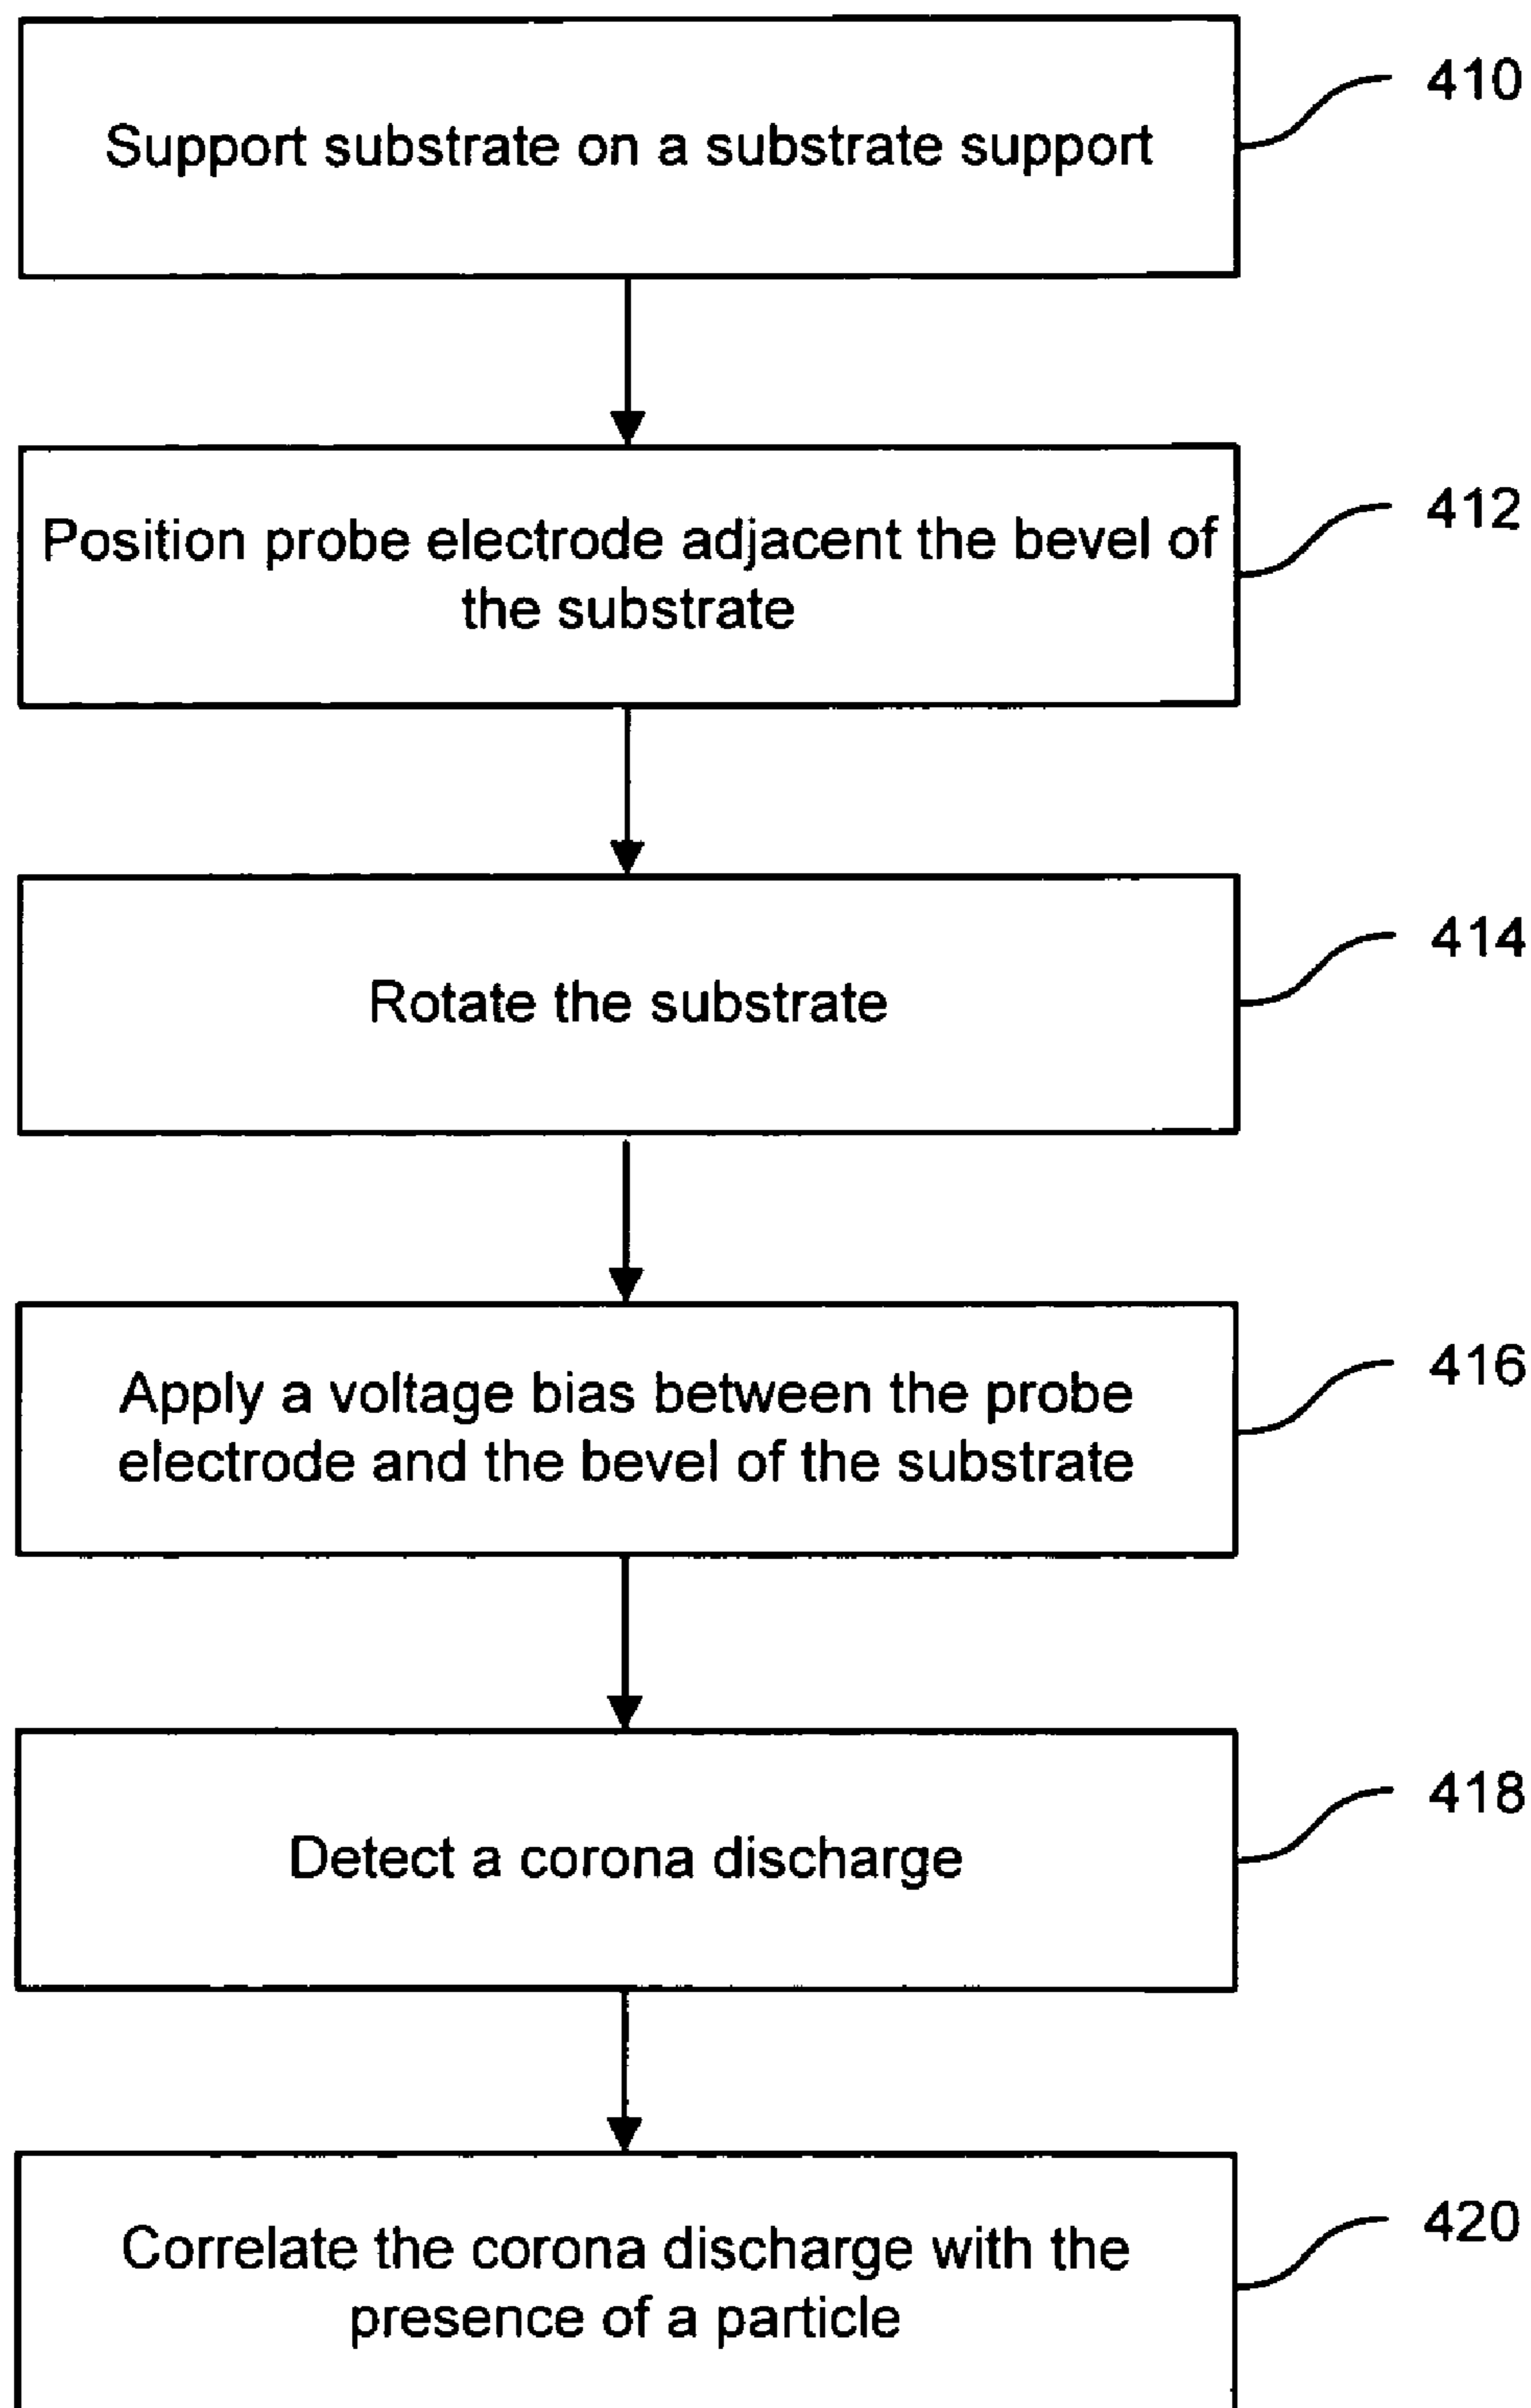 Support substrate on a substrate support
410
Position probe electrode adjacent the bevel of
the substrate
412
Rotate the substrate
414
Apply a voltage bias between the probe
electrode and the bevel of the substrate
416
Detect a corona discharge
418
Correlate the corona discharge with the
presence of a particle
420